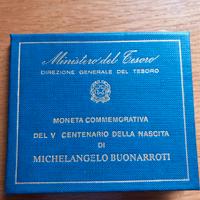 Ministero del Tesoro
DIREZIONE GENERALE DEL TESORO
MONETA COMMEMORATIVA
DEL V CENTENARIO DELLA NASCITA
DI MICHELANGELO BUONARROTI